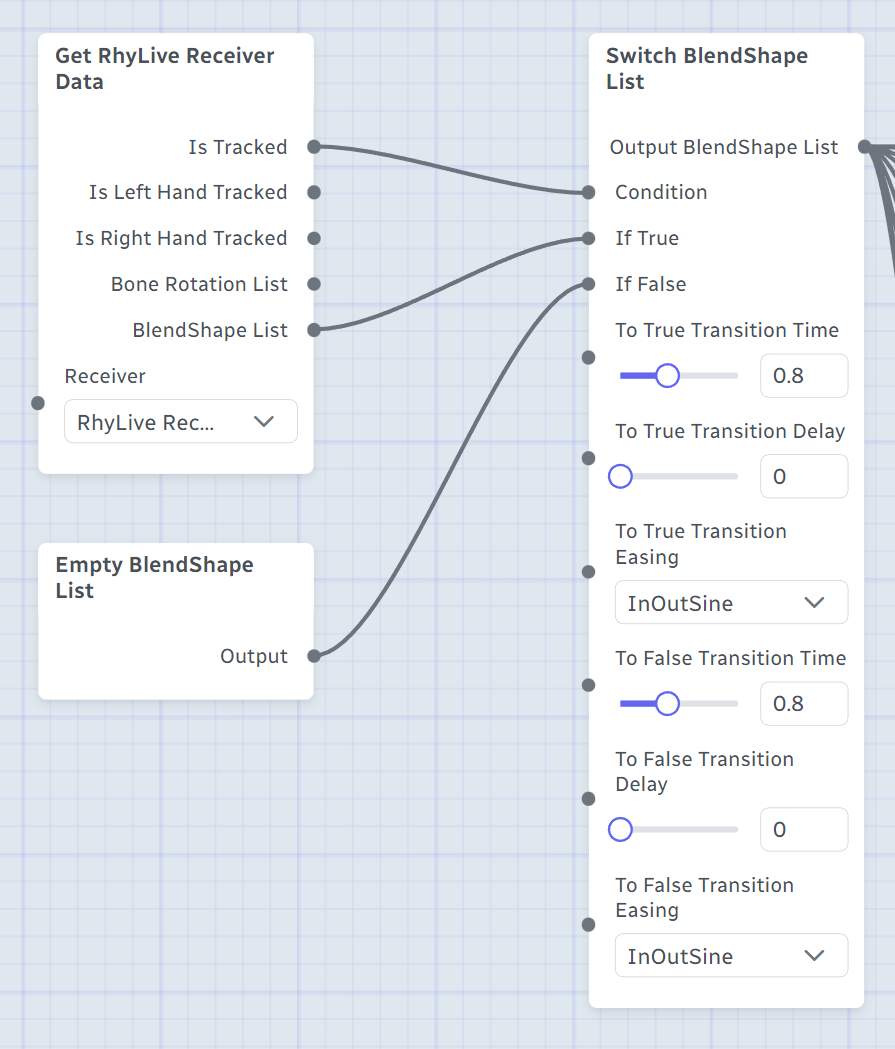 Get RhyLive Receiver
Data
Is Tracked
Is Left Hand Tracked
Is Right Hand Tracked
Bone Rotation List
BlendShape List
Receiver
RhyLive Rec...
Empty BlendShape
List
Output
Switch BlendShape
List
Output BlendShape List
Condition
If True
If False
To True Transition Time
0.8
To True Transition Delay
0
To True Transition
Easing
InOutSine
To False Transition Time
0.8
To False Transition
Delay
0
To False Transition
Easing
InOutSine